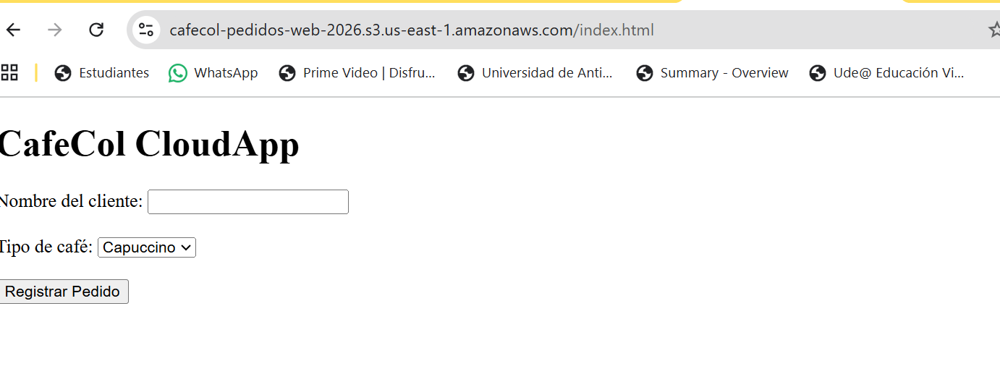 cafecol-pedidos-web-2026.s3.us-east-1.amazonaws.com/index.html
Estudiantes WhatsApp Prime Video | Disfru... Universidad de Anti... Summary - Overview Ude@ Educación Vi...
CafeCol CloudApp
Nombre del cliente:
Tipo de café: Capuccino
Registrar Pedido